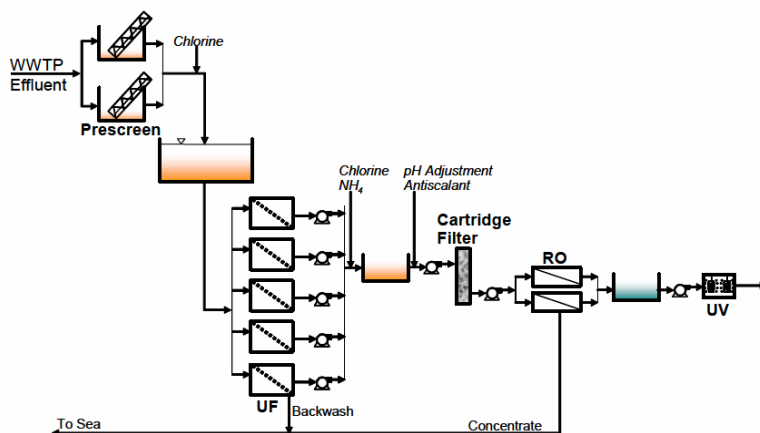 Chlorine
WWTP
Effluent
Prescreen
Chlorine
NH4
pH Adjustment
Antiscalant
Cartridge
Filter
RO
UV
UF
Backwash
To Sea
Concentrate